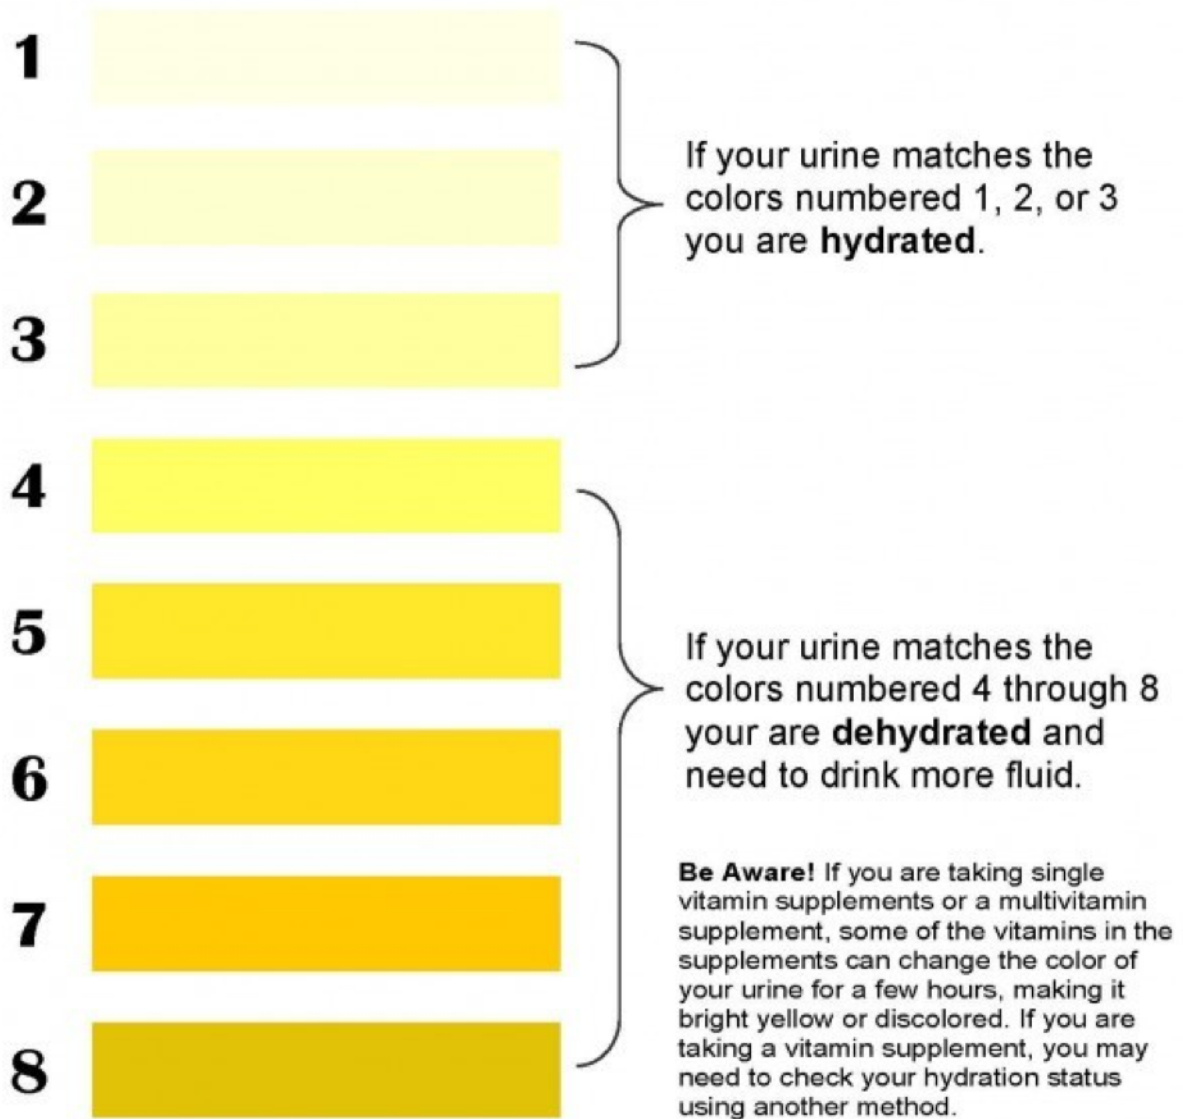 1
2
3
If your urine matches the
colors numbered 1, 2, or 3
you are hydrated.
4
5
6
7
8
If your urine matches the
colors numbered 4 through 8
your are dehydrated and
need to drink more fluid.
Be Aware! If you are taking single
vitamin supplements or a multivitamin
supplement, some of the vitamins in the
supplements can change the color of
your urine for a few hours, making it
bright yellow or discolored. If you are
taking a vitamin supplement, you may
need to check your hydration status
using another method.